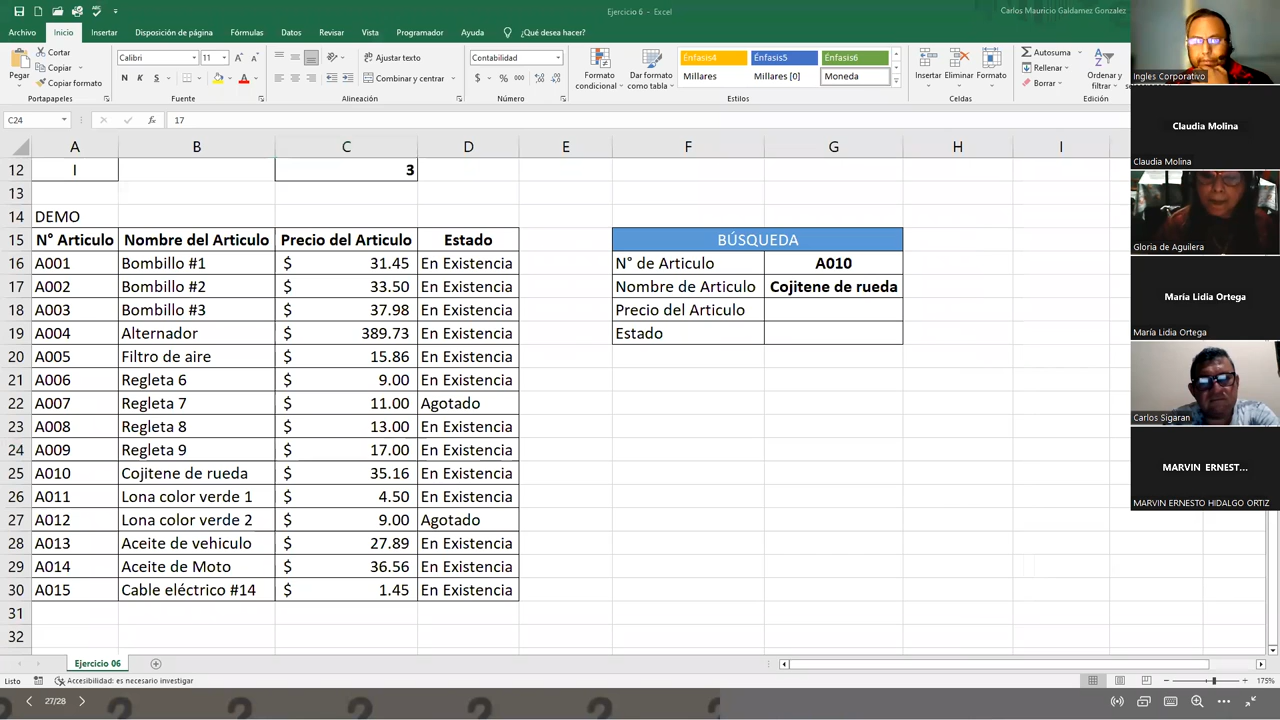 Ejercicio 6 - Excel
Carlos Mauricio Galdamez Gonzalez
Archivo Inicio Insertar Disposición de página Fórmulas Datos Revisar Vista Programador Ayuda ¿Qué desea hacer?
Pegar
Cortar
Copiar
Copiar formato
Portapapeles
Calibri 11
N K S
Fuente
Ajustar texto
Combinar y centrar
Alineación
Contabilidad
$ % 000
Número
Formato condicional
Dar formato como tabla
Énfasis4 Énfasis5 Énfasis6
Millares Millares [0] Moneda
Estilos
Insertar Eliminar Formato
Celdas
Autosuma
Rellenar
Borrar
Ordenar y filtrar
Edición
C24 fx 17
A B C D E F G H I
12 I 3
13
14 DEMO
15 N° Articulo Nombre del Articulo Precio del Articulo Estado BÚSQUEDA
16 A001 Bombillo #1 $ 31.45 En Existencia N° de Articulo A010
17 A002 Bombillo #2 $ 33.50 En Existencia Nombre de Articulo Cojitene de rueda
18 A003 Bombillo #3 $ 37.98 En Existencia Precio del Articulo
19 A004 Alternador $ 389.73 En Existencia Estado
20 A005 Filtro de aire $ 15.86 En Existencia
21 A006 Regleta 6 $ 9.00 En Existencia
22 A007 Regleta 7 $ 11.00 Agotado
23 A008 Regleta 8 $ 13.00 En Existencia
24 A009 Regleta 9 $ 17.00 En Existencia
25 A010 Cojitene de rueda $ 35.16 En Existencia
26 A011 Lona color verde 1 $ 4.50 En Existencia
27 A012 Lona color verde 2 $ 9.00 Agotado
28 A013 Aceite de vehiculo $ 27.89 En Existencia
29 A014 Aceite de Moto $ 36.56 En Existencia
30 A015 Cable eléctrico #14 $ 1.45 En Existencia
31
32
Ejercicio 06
Listo Accesibilidad: es necesario investigar 175%
27/28
Ingles Corporativo
Claudia Molina
Claudia Molina
Gloria de Aguilera
María Lidia Ortega
María Lidia Ortega
Carlos Sigaran
MARVIN ERNEST...
MARVIN ERNESTO HIDALGO ORTIZ